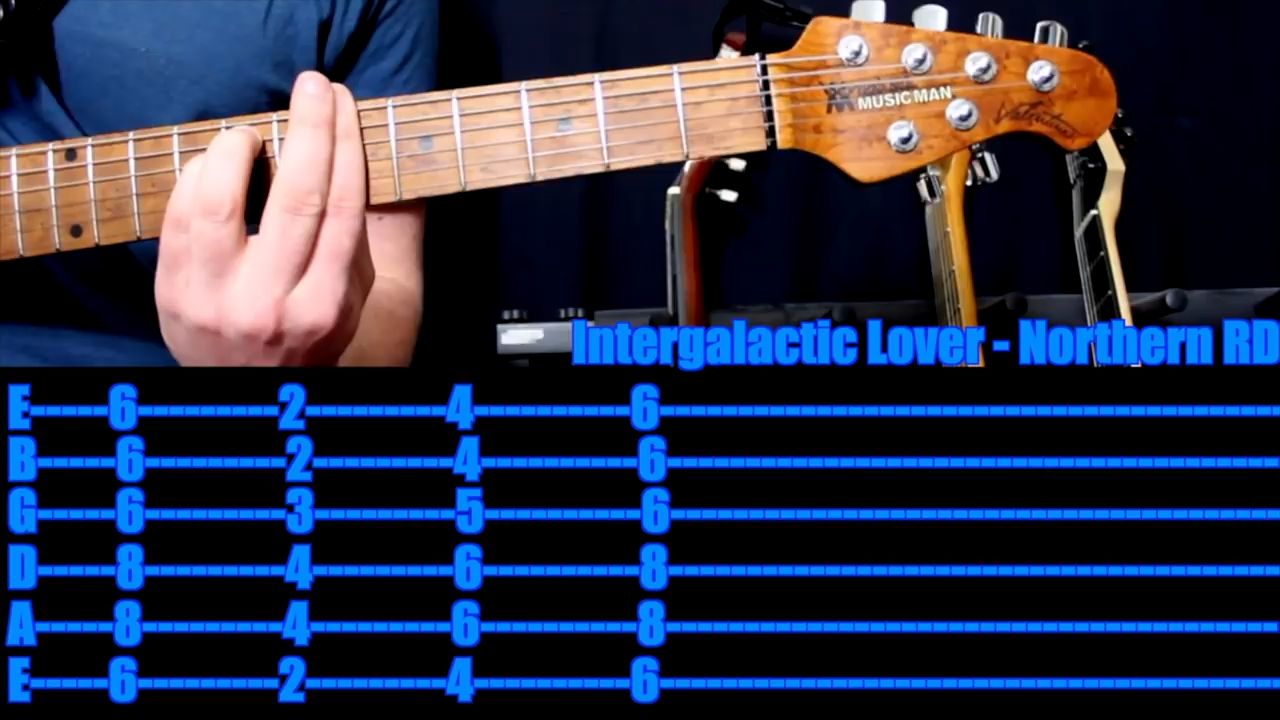 MUSIC MAN
Valentine
Intergalactic Lover - Northern RD
E 6 2 4 6
B 6 2 4 6
G 6 3 5 6
D 8 4 6 8
A 8 4 6 8
E 6 2 4 6